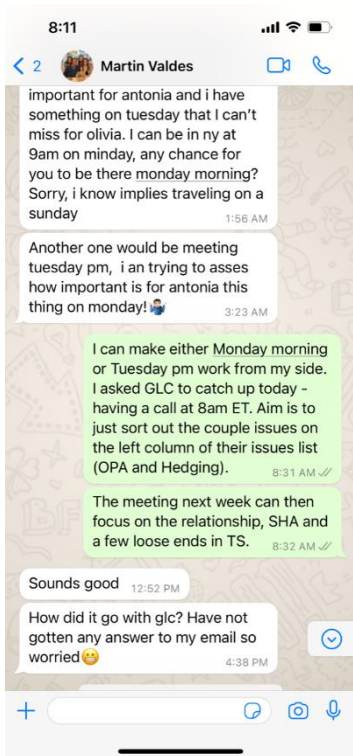 8:11
2
Martin Valdes
important for antonia and i have
something on tuesday that I can't
miss for olivia. I can be in ny at
9am on minday, any chance for
you to be there monday morning?
Sorry, i know implies traveling on a
sunday
1:56 AM
Another one would be meeting
tuesday pm, i an trying to asses
how important is for antonia this
thing on monday!🤷🏻‍♂️
3:23 AM
I can make either Monday morning
or Tuesday pm work from my side.
I asked GLC to catch up today -
having a call at 8am ET. Aim is to
just sort out the couple issues on
the left column of their issues list
(OPA and Hedging).
8:31 AM
The meeting next week can then
focus on the relationship, SHA and
a few loose ends in TS.
8:32 AM
Sounds good
12:52 PM
How did it go with glc? Have not
gotten any answer to my email so
worried😬
4:38 PM